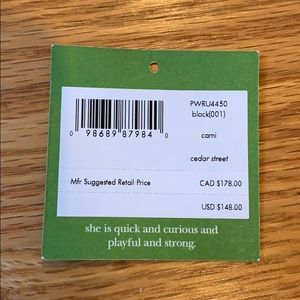 PWRU4450
black(001)
0 98689 87984 0
cami
cedar street
Mfr Suggested Retail Price CAD $178.00
USD $148.00
she is quick and curious and
playful and strong.